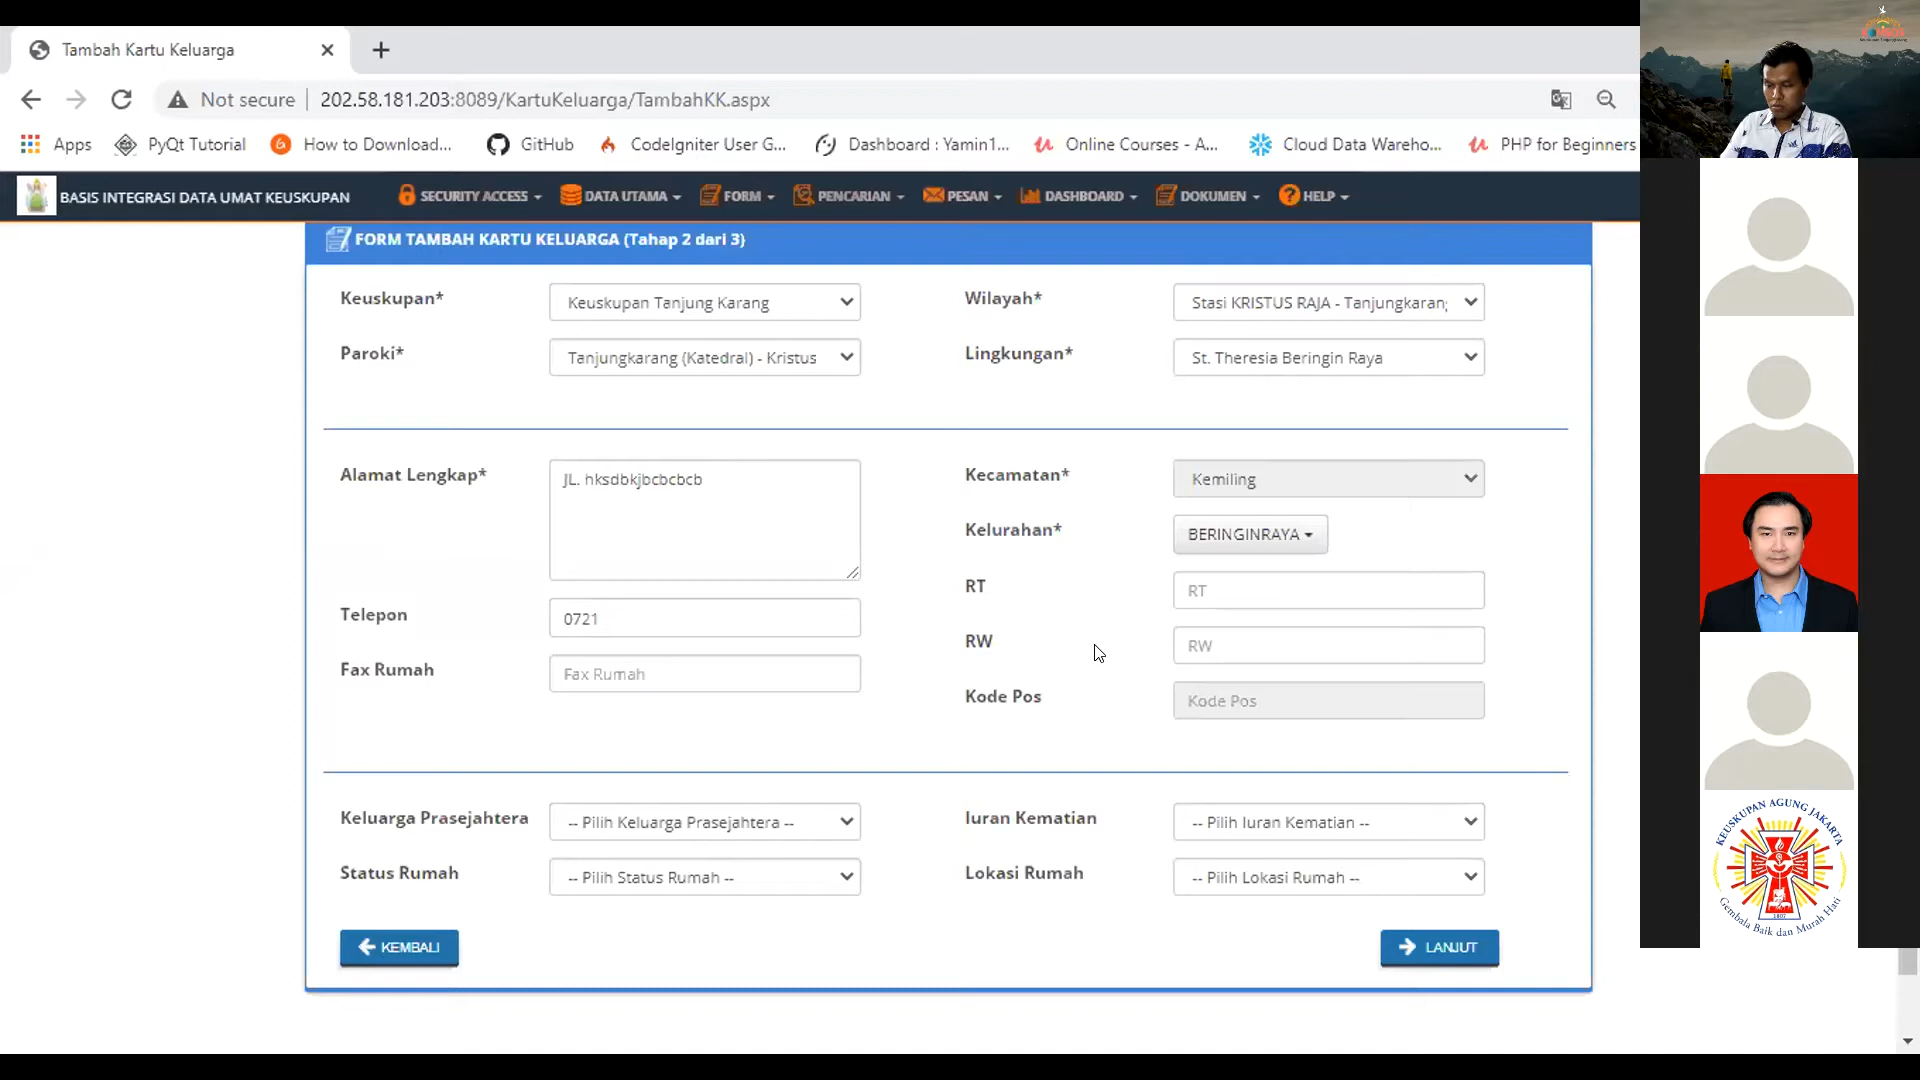 Tambah Kartu Keluarga
Not secure 202.58.181.203:8089/KartuKeluarga/TambahKK.aspx
Apps PyQt Tutorial How to Download... GitHub CodeIgniter User G... Dashboard : Yamin1... Online Courses - A... Cloud Data Wareho... PHP for Beginners
BASIS INTEGRASI DATA UMAT KEUSKUPAN SECURITY ACCESS DATA UTAMA FORM PENCARIAN PESAN DASHBOARD DOKUMEN HELP
FORM TAMBAH KARTU KELUARGA (Tahap 2 dari 3)
Keuskupan* Keuskupan Tanjung Karang Wilayah* Stasi KRISTUS RAJA - Tanjungkarang
Paroki* Tanjungkarang (Katedral) - Kristus Lingkungan* St. Theresia Beringin Raya
Alamat Lengkap* JL. hksdbkjbcbcbcb Kecamatan* Kemiling
Kelurahan* BERINGINRAYA
RT RT
Telepon 0721
RW RW
Fax Rumah Fax Rumah
Kode Pos Kode Pos
Keluarga Prasejahtera -- Pilih Keluarga Prasejahtera -- Iuran Kematian -- Pilih Iuran Kematian --
Status Rumah -- Pilih Status Rumah -- Lokasi Rumah -- Pilih Lokasi Rumah --
KEMBALI LANJUT
KEUSKUPAN AGUNG JAKARTA
1807
Gembala Baik dan Murah Hati